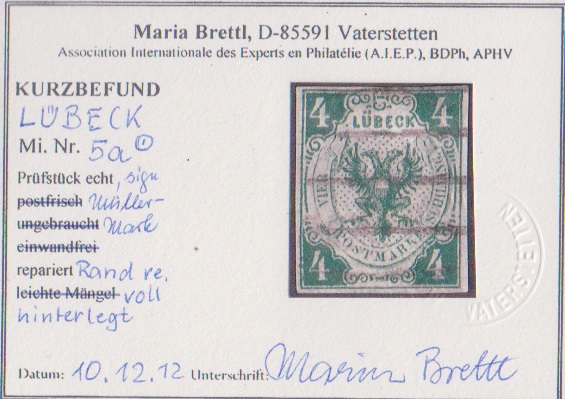 Maria Brettl, D-85591 Vaterstetten
Association Internationale des Experts en Philatélie (A.I.E.P.), BDPh, APHV
KURZBEFUND
LÜBECK
Mi. Nr. 5a
Prüfstück echt, sign
postfrisch Müller-
ungebraucht Mark
einwandfrei
repariert Rand re.
leichte Mängel voll
hinterlegt
Datum: 10.12.12 Unterschrift: Maria Brettl
4 4
LÜBECK
VIER
POSTMARKE
4 4
VATERSTETTEN